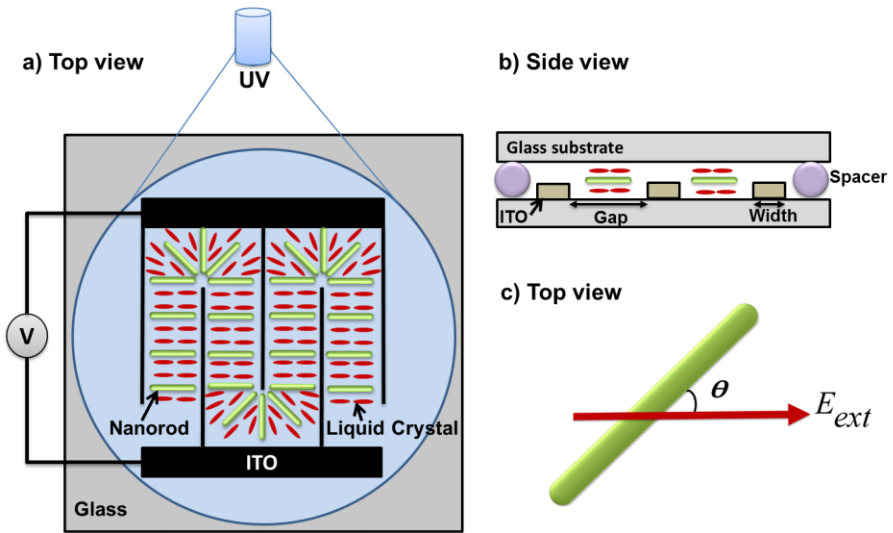 a) Top view
UV
V
Nanorod
Liquid Crystal
ITO
Glass
b) Side view
Glass substrate
Spacer
ITO
Gap
Width
c) Top view
θ
E_ext